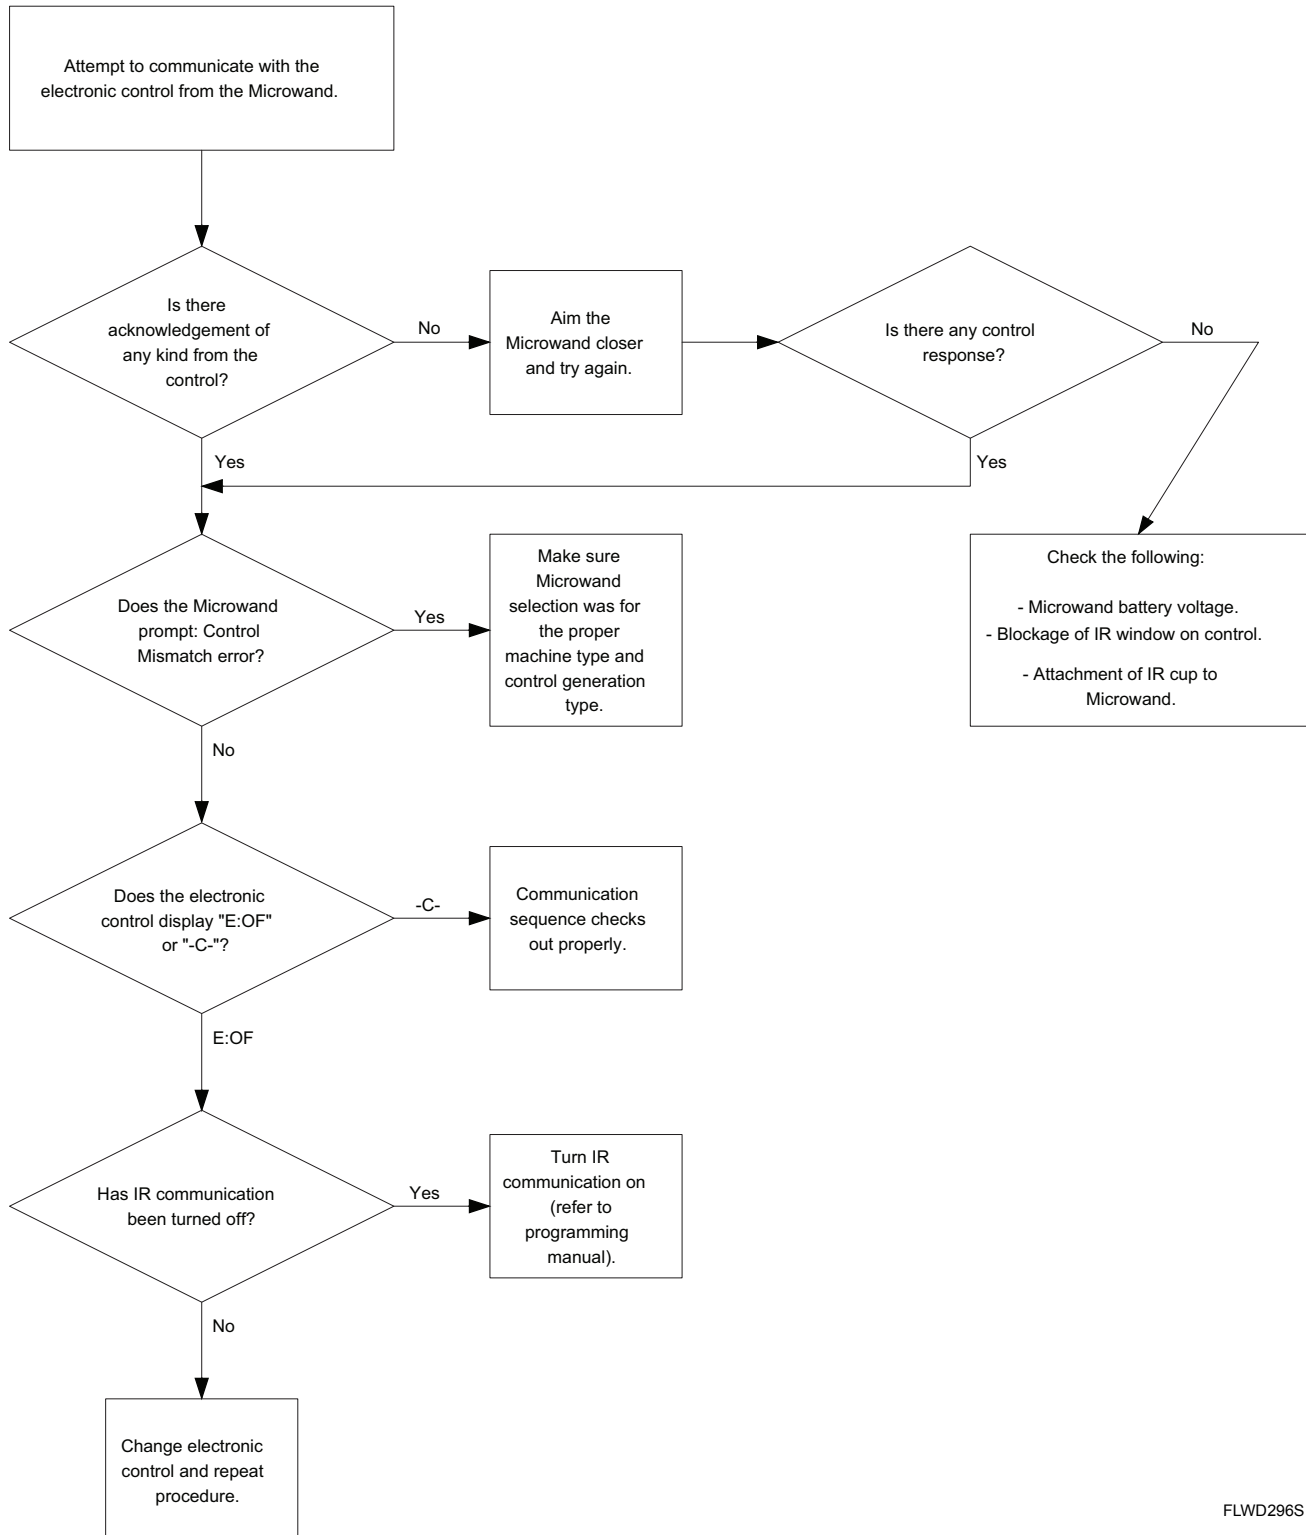 Attempt to communicate with the
electronic control from the Microwand.
Is there
acknowledgement of
any kind from the
control?
No
Aim the
Microwand closer
and try again.
Is there any control
response?
No
Yes
Yes
Does the Microwand
prompt: Control
Mismatch error?
Yes
Make sure
Microwand
selection was for
the proper
machine type and
control generation
type.
Check the following:
- Microwand battery voltage.
- Blockage of IR window on control.
- Attachment of IR cup to
Microwand.
No
Does the electronic
control display "E:OF"
or "-C-"?
-C-
Communication
sequence checks
out properly.
E:OF
Has IR communication
been turned off?
Yes
Turn IR
communication on
(refer to
programming
manual).
No
Change electronic
control and repeat
procedure.
FLWD296S